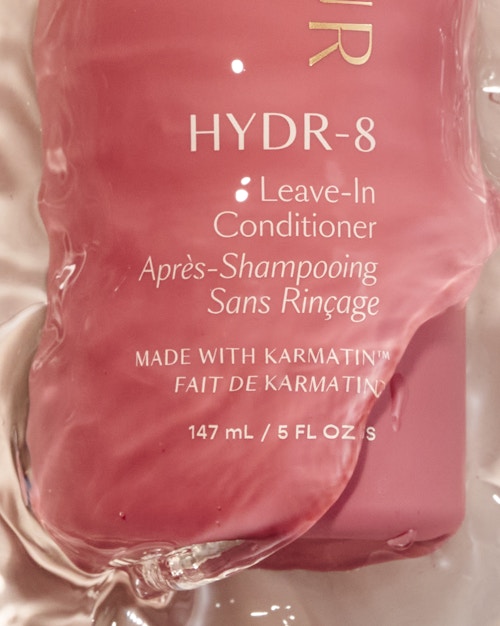 UR
HYDR-8
Leave-In
Conditioner
Après-Shampooing
Sans Rinçage
MADE WITH KARMATIN™
FAIT DE KARMATIN
147 mL / 5 FL OZ